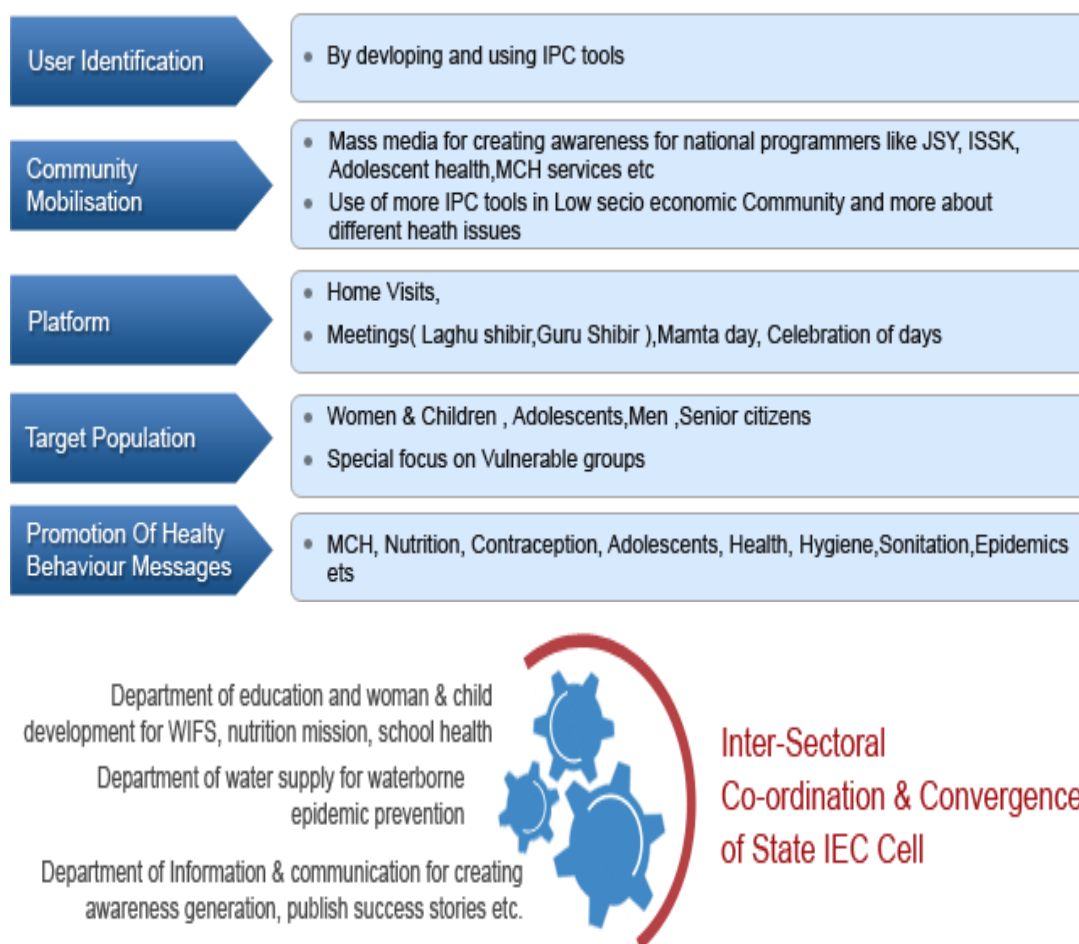 User Identification
By devloping and using IPC tools
Community
Mobilisation
Mass media for creating awareness for national programmers like JSY, ISSK,
Adolescent health,MCH services etc
Use of more IPC tools in Low secio economic Community and more about
different heath issues
Platform
Home Visits,
Meetings( Laghu shibir,Guru Shibir ),Mamta day, Celebration of days
Target Population
Women & Children , Adolescents,Men ,Senior citizens
Special focus on Vulnerable groups
Promotion Of Healty
Behaviour Messages
MCH, Nutrition, Contraception, Adolescents, Health, Hygiene,Sonitation,Epidemics
ets
Department of education and woman & child
development for WIFS, nutrition mission, school health
Department of water supply for waterborne
epidemic prevention
Department of Information & communication for creating
awareness generation, publish success stories etc.
Inter-Sectoral
Co-ordination & Convergence
of State IEC Cell